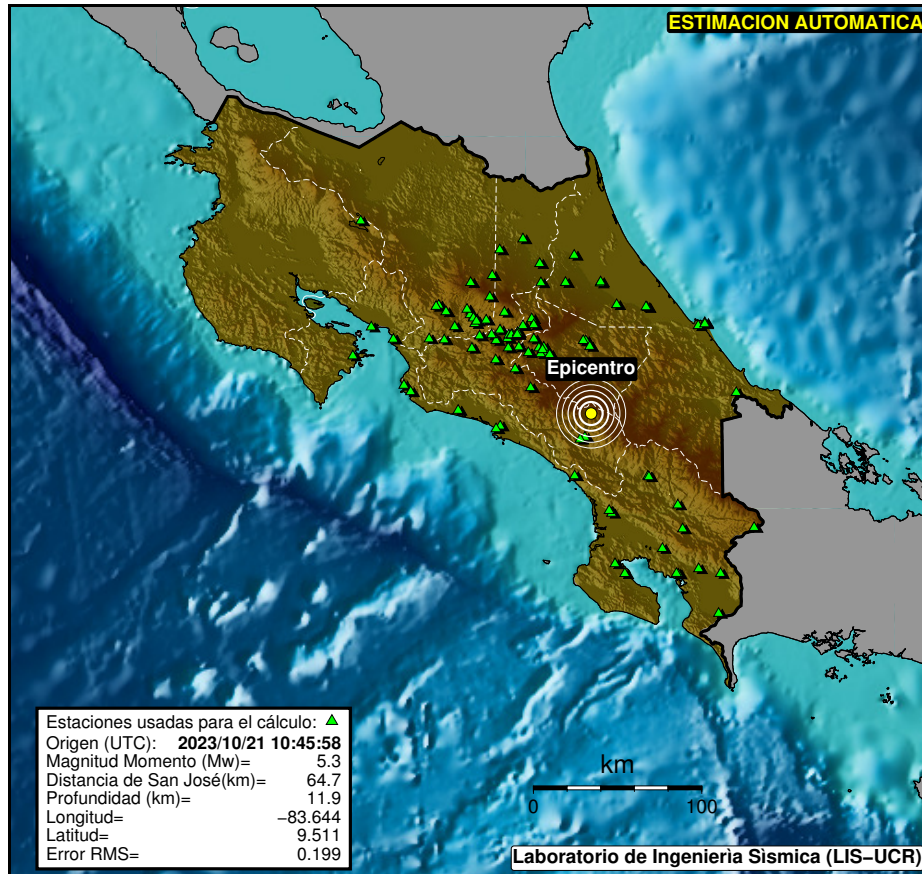 ESTIMACION AUTOMATICA
Epicentro
Estaciones usadas para el cálculo:
Origen (UTC): 2023/10/21 10:45:58
Magnitud Momento (Mw)= 5.3
Distancia de San José(km)= 64.7
Profundidad (km)= 11.9
Longitud= −83.644
Latitud= 9.511
Error RMS= 0.199
km
0 100
Laboratorio de Ingenierìa Sìsmica (LIS−UCR)